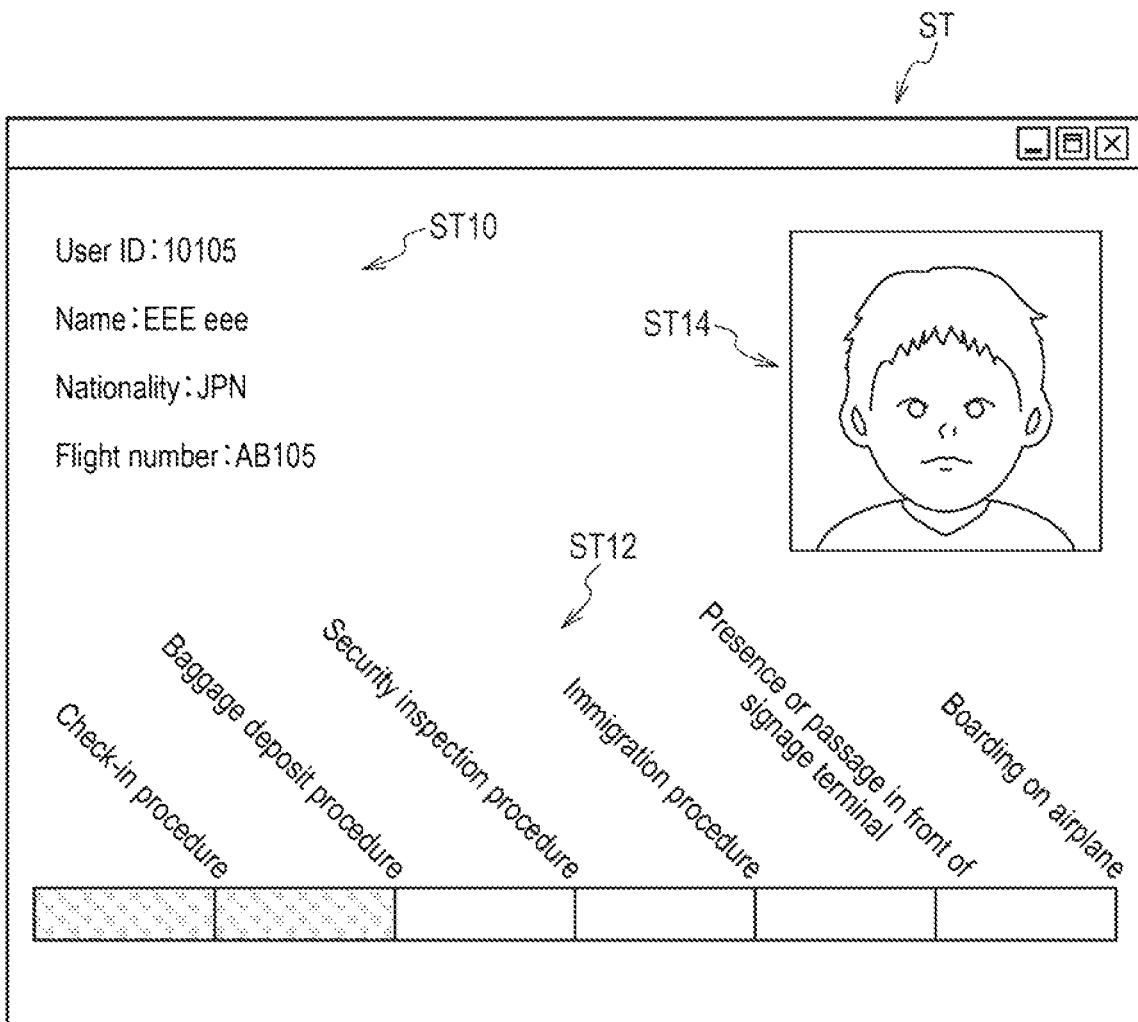 ST
User ID:10105
ST10
Name:EEE eee
ST14
Nationality:JPN
Flight number:AB105
ST12
Check-in procedure
Baggage deposit procedure
Security inspection procedure
Immigration procedure
Presence or passage in front of
signage terminal
Boarding on airplane